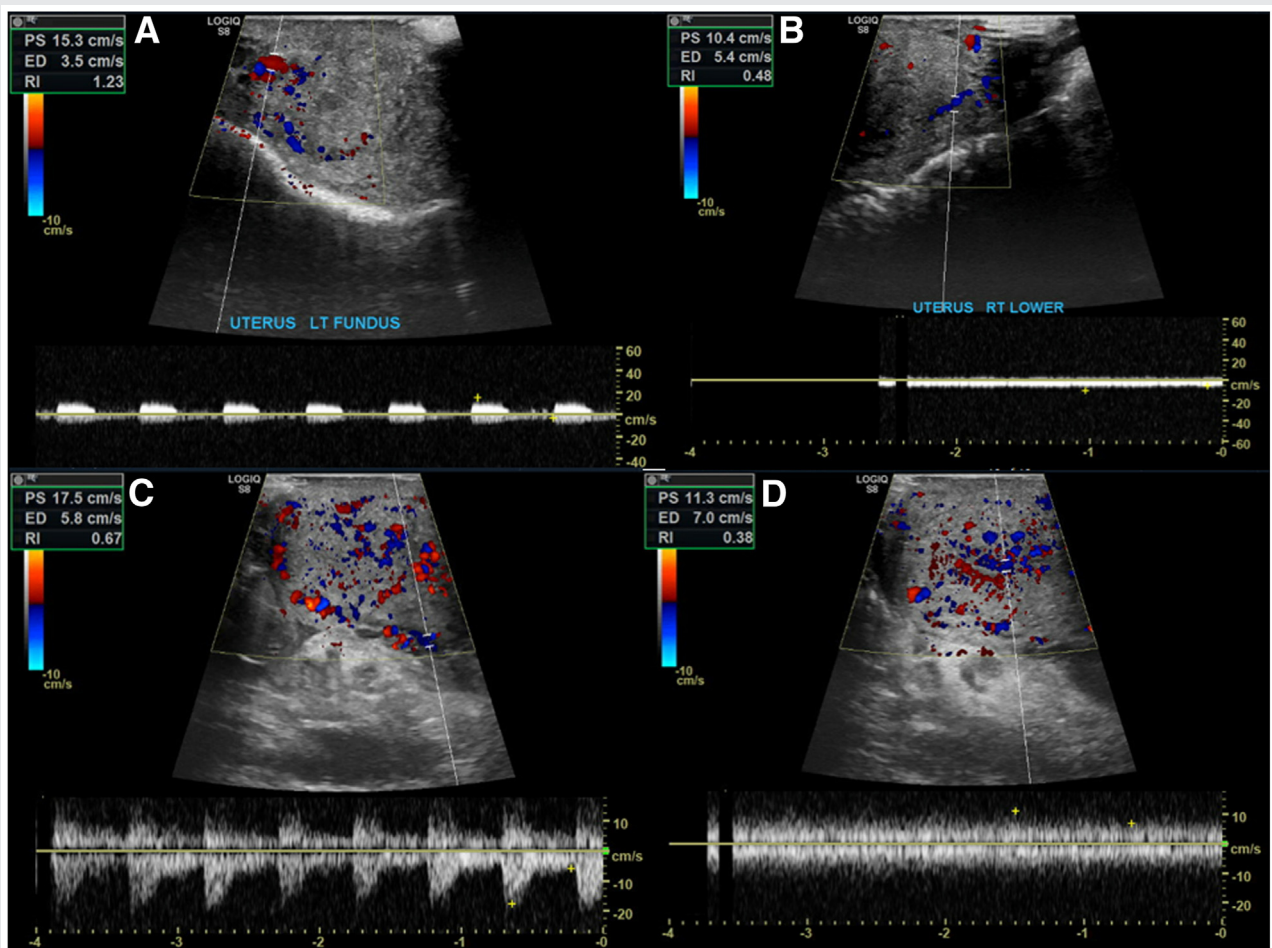 A
PS 15.3 cm/s
ED 3.5 cm/s
RI 1.23
LOGIQ
S8
-10
cm/s
UTERUS LT FUNDUS
60
40
20
cm/s
-20
-40
B
PS 10.4 cm/s
ED 5.4 cm/s
RI 0.48
LOGIQ
S8
-10
cm/s
UTERUS RT LOWER
60
40
20
cm/s
-20
-40
-60
-4 -3 -2 -1 -0
C
PS 17.5 cm/s
ED 5.8 cm/s
RI 0.67
LOGIQ
S8
-10
cm/s
10
cm/s
-10
-20
-4 -3 -2 -1 -0
D
PS 11.3 cm/s
ED 7.0 cm/s
RI 0.38
LOGIQ
S8
-10
cm/s
10
cm/s
-10
-20
-4 -3 -2 -1 -0